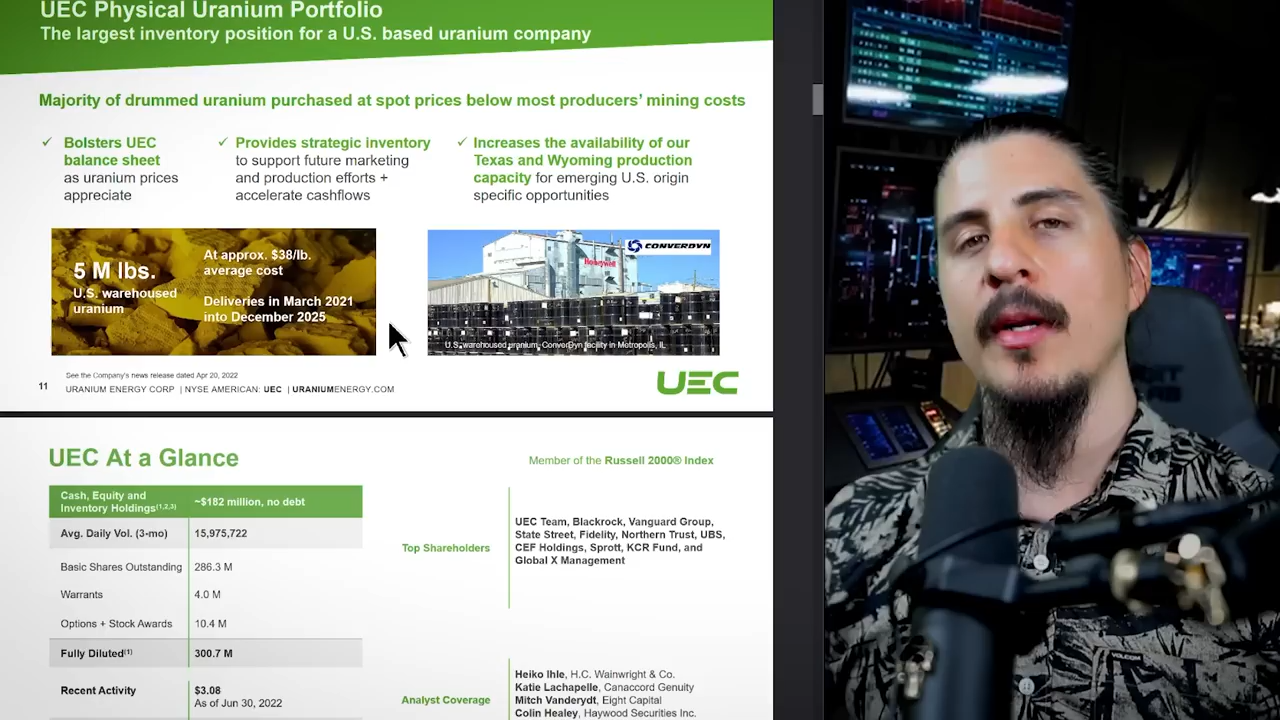 UEC Physical Uranium Portfolio
The largest inventory position for a U.S. based uranium company
Majority of drummed uranium purchased at spot prices below most producers' mining costs
✓ Bolsters UEC
balance sheet
as uranium prices
appreciate
✓ Provides strategic inventory
to support future marketing
and production efforts +
accelerate cashflows
✓ Increases the availability of our
Texas and Wyoming production
capacity for emerging U.S. origin
specific opportunities
5 M lbs.
U.S. warehoused
uranium
At approx. $38/lb.
average cost
Deliveries in March 2021
into December 2025
CONVERDYN
Honeywell
U.S. warehoused uranium, ConverDyn facility in Metropolis, IL
See the Company's news release dated Apr 20, 2022
11 URANIUM ENERGY CORP | NYSE AMERICAN: UEC | URANIUMENERGY.COM
UEC
UEC At a Glance
Member of the Russell 2000® Index
Cash, Equity and
Inventory Holdings(1,2,3)
~$182 million, no debt
Avg. Daily Vol. (3-mo) 15,975,722
Basic Shares Outstanding 286.3 M
Warrants 4.0 M
Options + Stock Awards 10.4 M
Fully Diluted(1) 300.7 M
Recent Activity
$3.08
As of Jun 30, 2022
Top Shareholders
UEC Team, Blackrock, Vanguard Group,
State Street, Fidelity, Northern Trust, UBS,
CEF Holdings, Sprott, KCR Fund, and
Global X Management
Analyst Coverage
Heiko Ihle, H.C. Wainwright & Co.
Katie Lachapelle, Canaccord Genuity
Mitch Vanderydt, Eight Capital
Colin Healey, Haywood Securities Inc.
VOLCOM